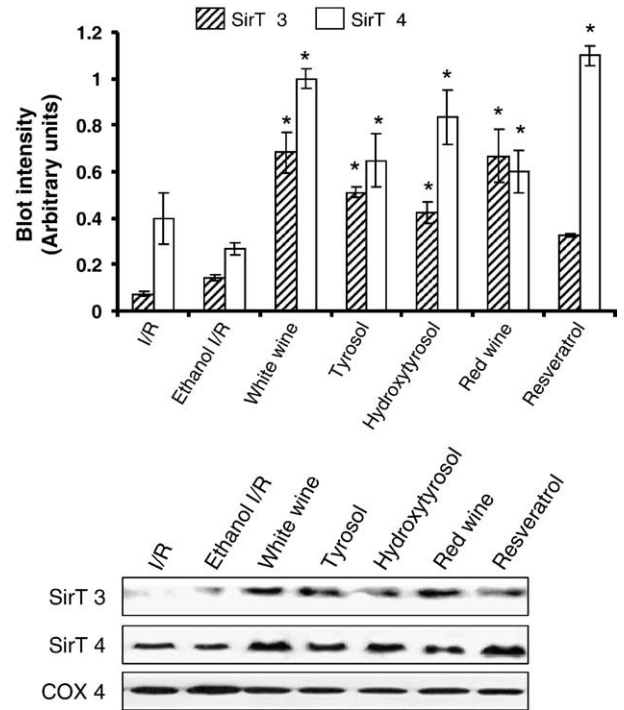 SirT 3 SirT 4
Blot intensity
(Arbitrary units)
1.2
1
0.8
0.6
0.4
0.2
0
* * * * * * * * *
I/R Ethanol I/R White wine Tyrosol Hydroxytyrosol Red wine Resveratrol
I/R Ethanol I/R White wine Tyrosol Hydroxytyrosol Red wine Resveratrol
SirT 3
SirT 4
COX 4